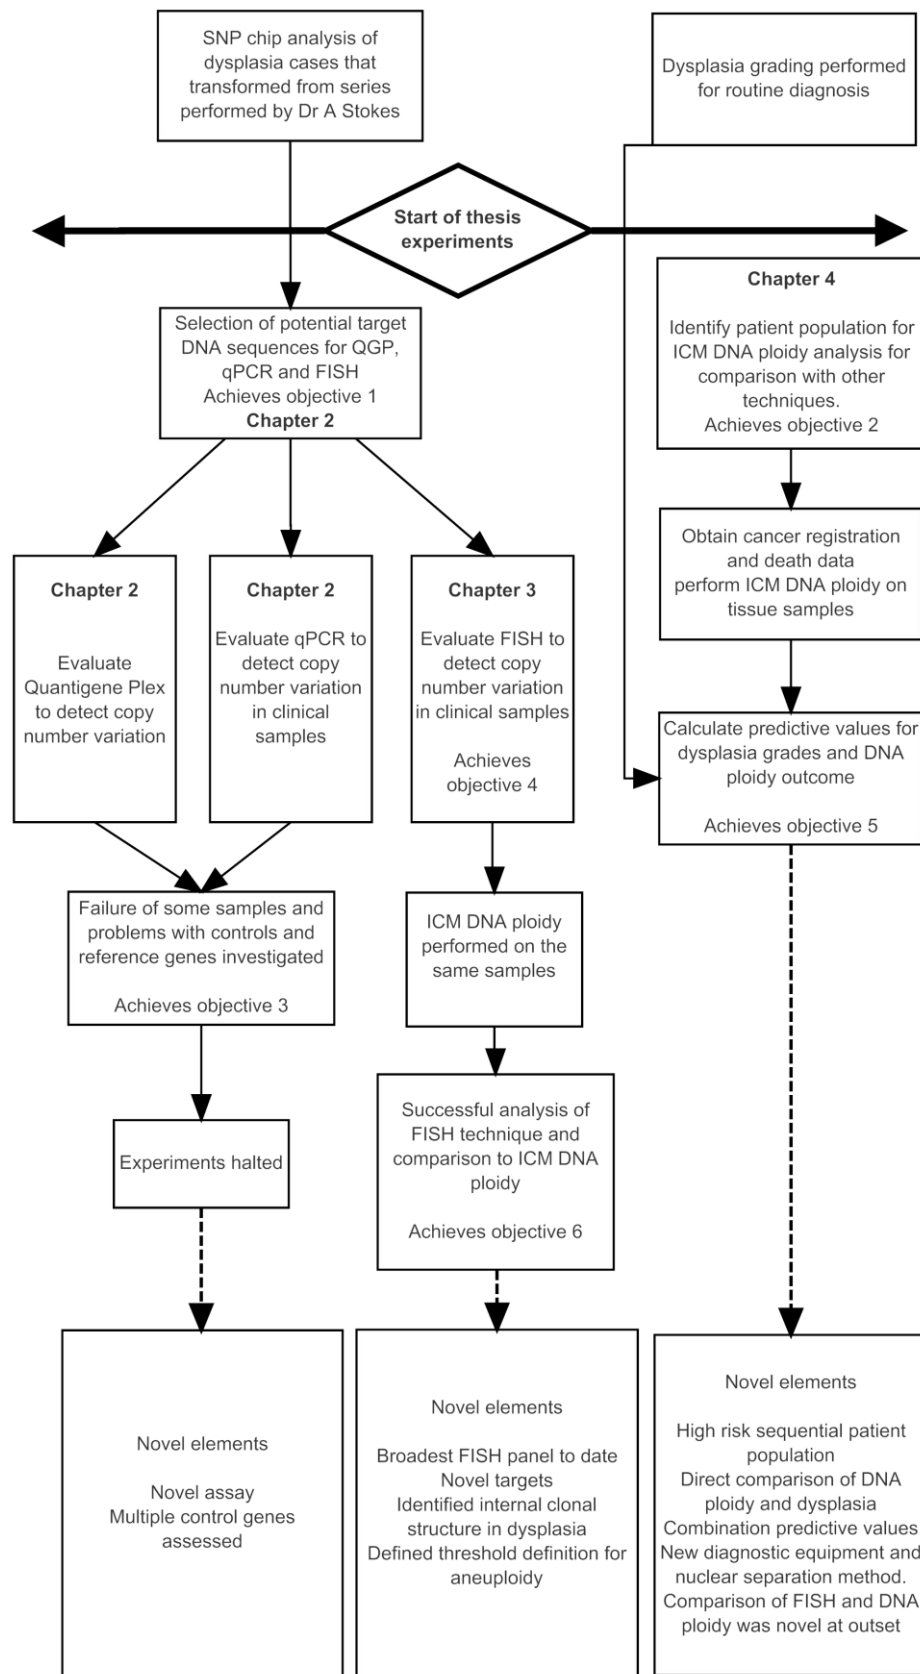 SNP chip analysis of
dysplasia cases that
transformed from series
performed by Dr A Stokes
Dysplasia grading performed
for routine diagnosis
Start of thesis
experiments
Selection of potential target
DNA sequences for QGP,
qPCR and FISH
Achieves objective 1
Chapter 2
Chapter 4
Identify patient population for
ICM DNA ploidy analysis for
comparison with other
techniques.
Achieves objective 2
Obtain cancer registration
and death data
perform ICM DNA ploidy on
tissue samples
Chapter 2
Evaluate
Quantigene Plex
to detect copy
number variation
Chapter 2
Evaluate qPCR to
detect copy
number variation
in clinical
samples
Chapter 3
Evaluate FISH to
detect copy
number variation
in clinical samples
Achieves
objective 4
Calculate predictive values for
dysplasia grades and DNA
ploidy outcome
Achieves objective 5
Failure of some samples and
problems with controls and
reference genes investigated
Achieves objective 3
ICM DNA ploidy
performed on the
same samples
Experiments halted
Successful analysis of
FISH technique and
comparison to ICM DNA
ploidy
Achieves objective 6
Novel elements
Novel assay
Multiple control genes
assessed
Novel elements
Broadest FISH panel to date
Novel targets
Identified internal clonal
structure in dysplasia
Defined threshold definition for
aneuploidy
Novel elements
High risk sequential patient
population
Direct comparison of DNA
ploidy and dysplasia
Combination predictive values
New diagnostic equipment and
nuclear separation method.
Comparison of FISH and DNA
ploidy was novel at outset